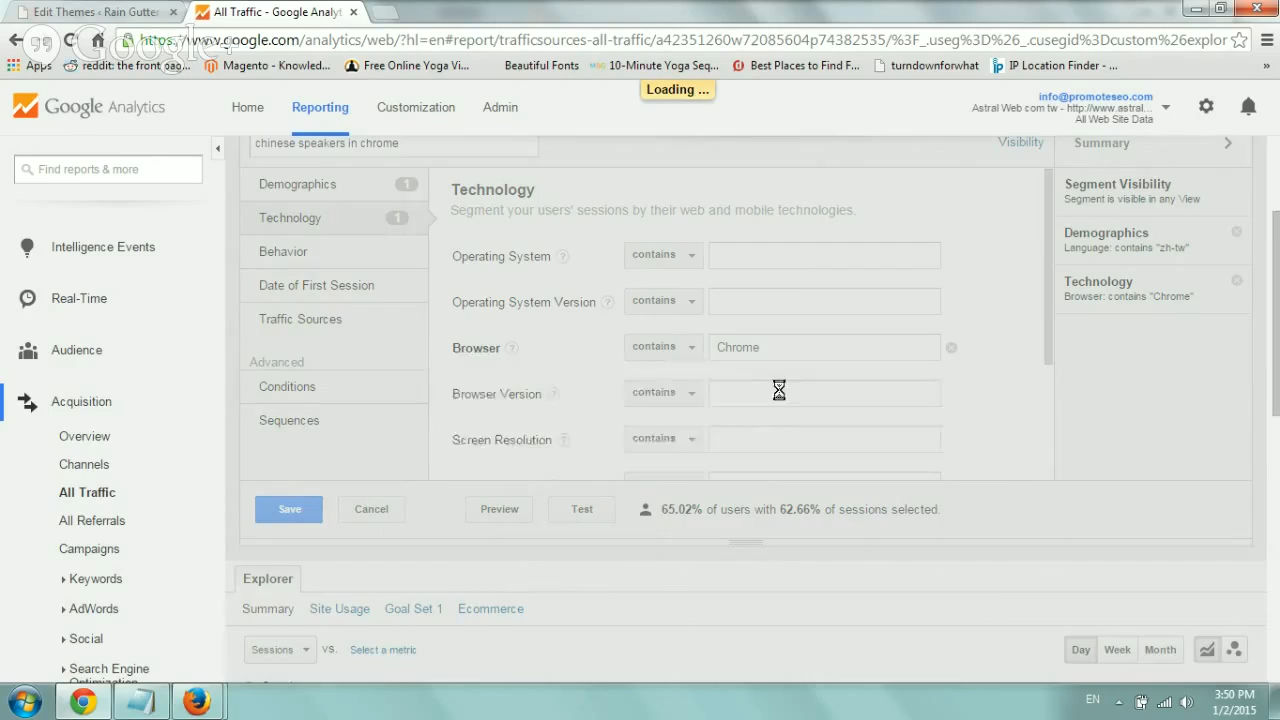 Edit Themes ‹ Rain Gutter
All Traffic - Google Analyt
Google+
https://www.google.com/analytics/web/?hl=en#report/trafficsources-all-traffic/a42351260w72085604p74382535/%3F_.useg%3D%26_.cusegid%3Dcustom explor
Apps
reddit: the front pag...
Magento - Knowled...
Free Online Yoga Vi...
Beautiful Fonts
10-Minute Yoga Seq...
Best Places to Find F...
turndownforwhat
IP Location Finder - ...
»
Loading ...
Google Analytics
Home
Reporting
Customization
Admin
info@promoteseo.com
Astral Web com tw - http://www.astral...
All Web Site Data
Find reports & more
Intelligence Events
Real-Time
Audience
Acquisition
Overview
Channels
All Traffic
All Referrals
Campaigns
Keywords
AdWords
Social
Search Engine
Optimization
chinese speakers in chrome
Visibility
Summary
Demographics 1
Technology 1
Behavior
Date of First Session
Traffic Sources
Advanced
Conditions
Sequences
Technology
Segment your users' sessions by their web and mobile technologies.
Operating System ? contains
Operating System Version ? contains
Browser ? contains Chrome
Browser Version ? contains
Screen Resolution ? contains
Segment Visibility
Segment is visible in any View
Demographics
Language: contains "zh-tw"
Technology
Browser: contains "Chrome"
Save
Cancel
Preview
Test
65.02% of users with 62.66% of sessions selected.
Explorer
Summary
Site Usage
Goal Set 1
Ecommerce
Sessions
VS.
Select a metric
Day
Week
Month
EN
3:50 PM
1/2/2015